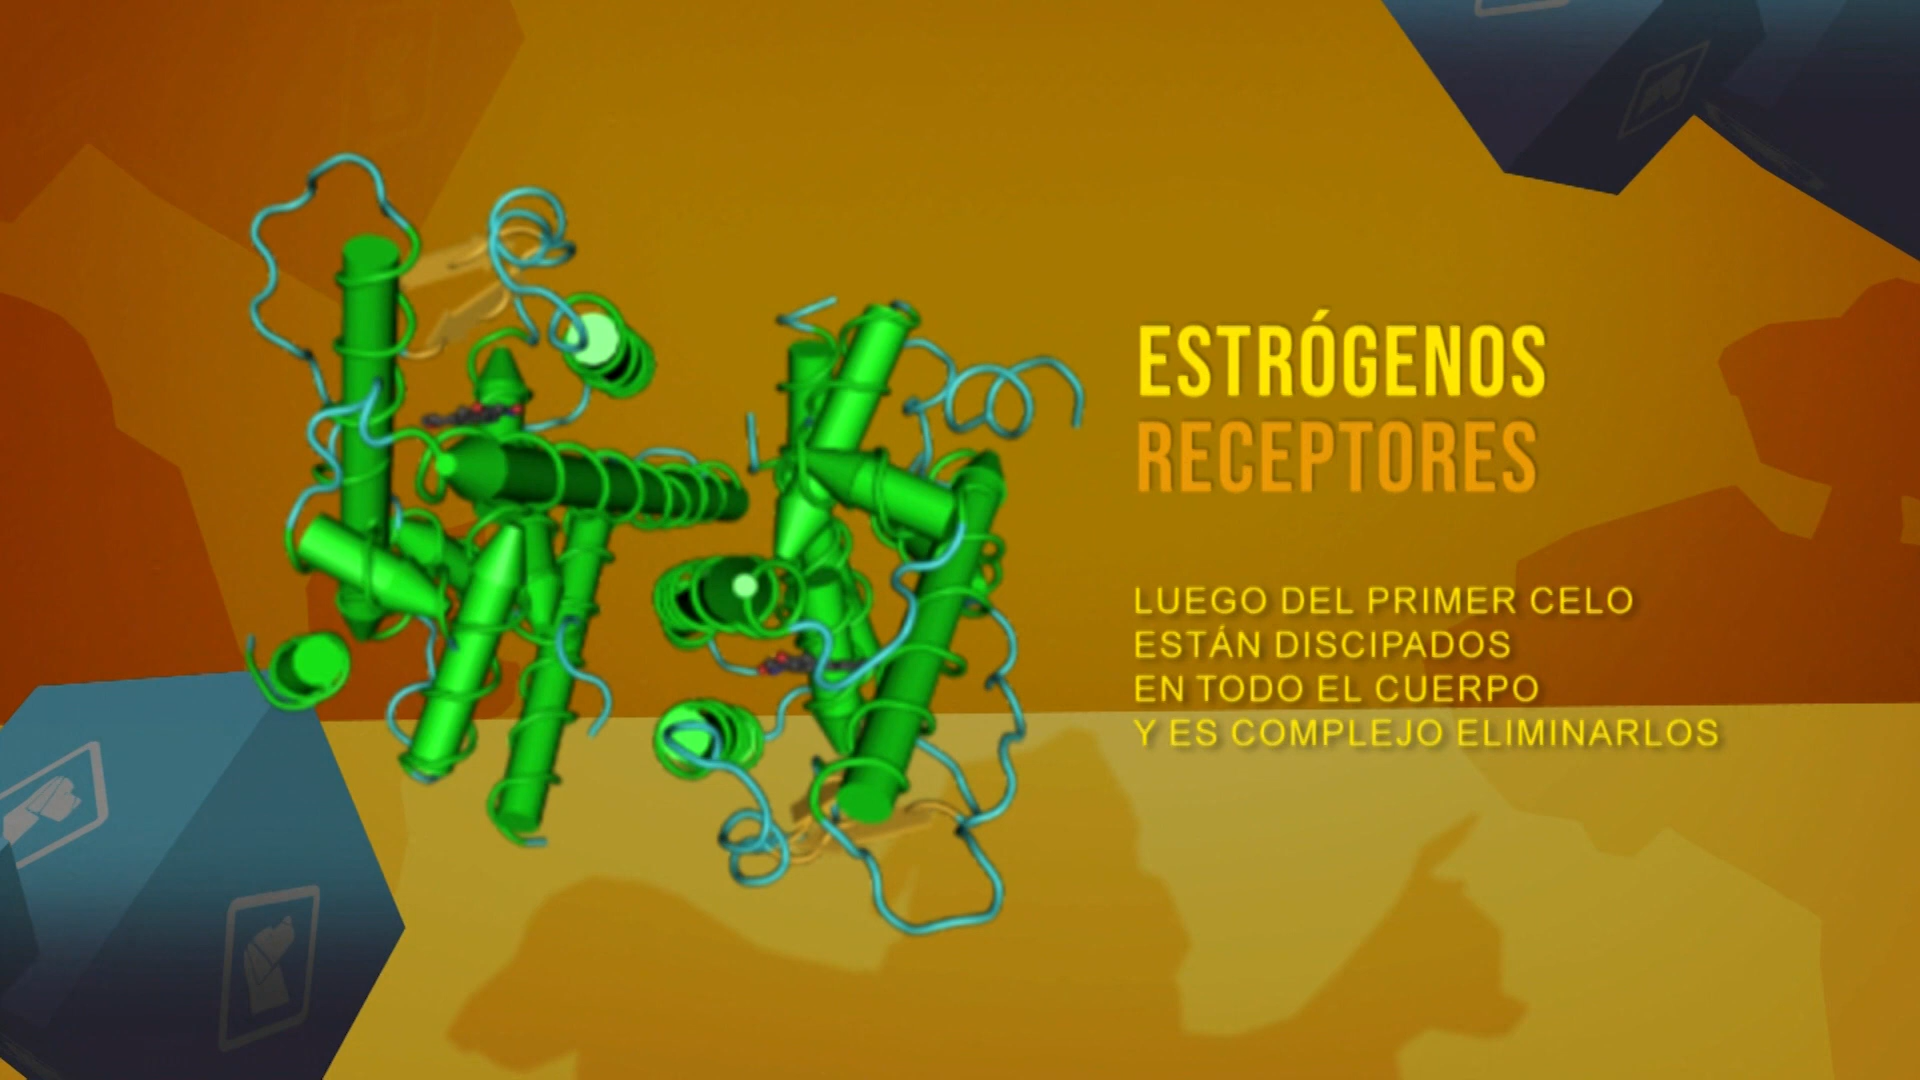 ESTRÓGENOS
RECEPTORES
LUEGO DEL PRIMER CELO
ESTÁN DISCIPADOS
EN TODO EL CUERPO
Y ES COMPLEJO ELIMINARLOS